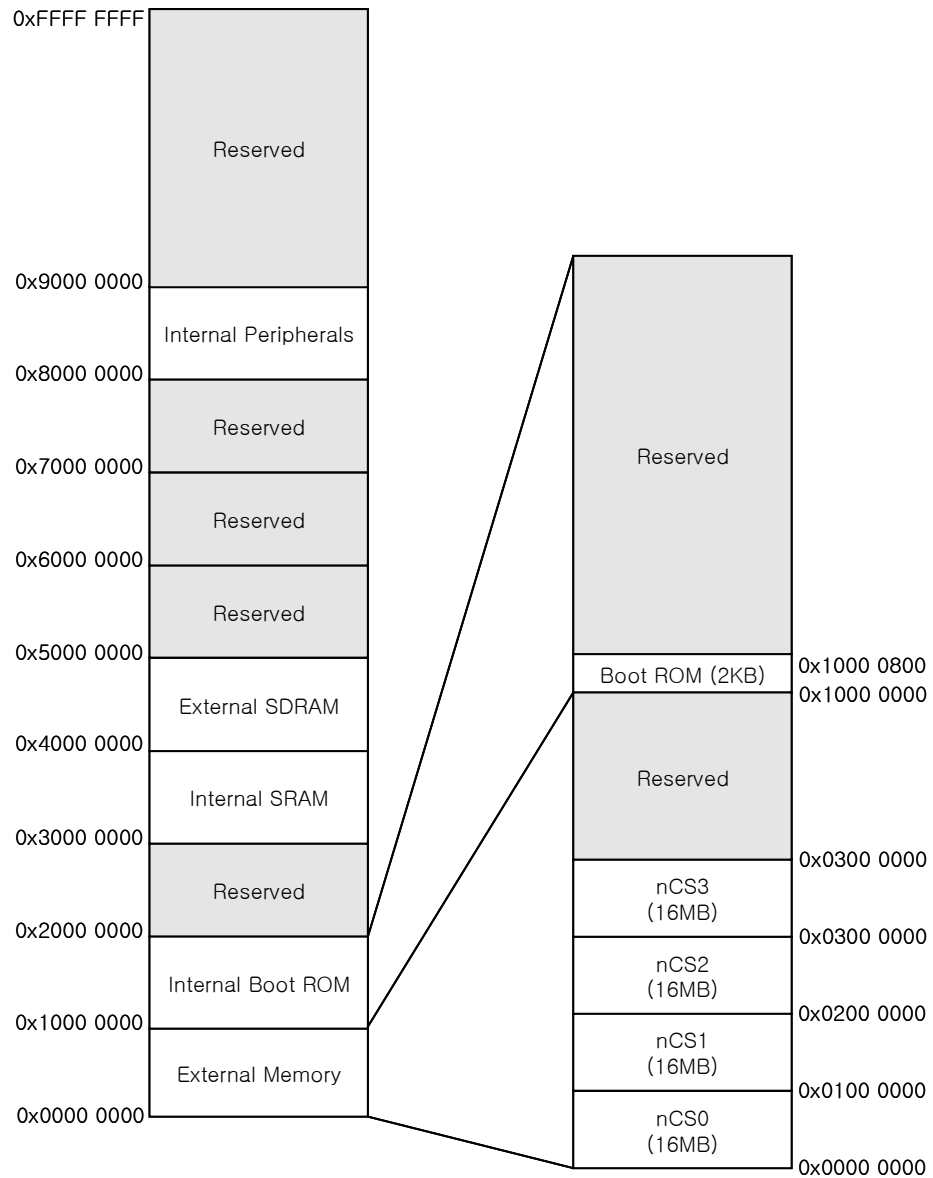 0xFFFF FFFF
Reserved
0x9000 0000
Internal Peripherals
0x8000 0000
Reserved
0x7000 0000
Reserved
0x6000 0000
Reserved
0x5000 0000
External SDRAM
0x4000 0000
Internal SRAM
0x3000 0000
Reserved
0x2000 0000
Internal Boot ROM
0x1000 0000
External Memory
0x0000 0000
Reserved
0x1000 0800
Boot ROM (2KB)
0x1000 0000
Reserved
0x0300 0000
nCS3
(16MB)
0x0300 0000
nCS2
(16MB)
0x0200 0000
nCS1
(16MB)
0x0100 0000
nCS0
(16MB)
0x0000 0000